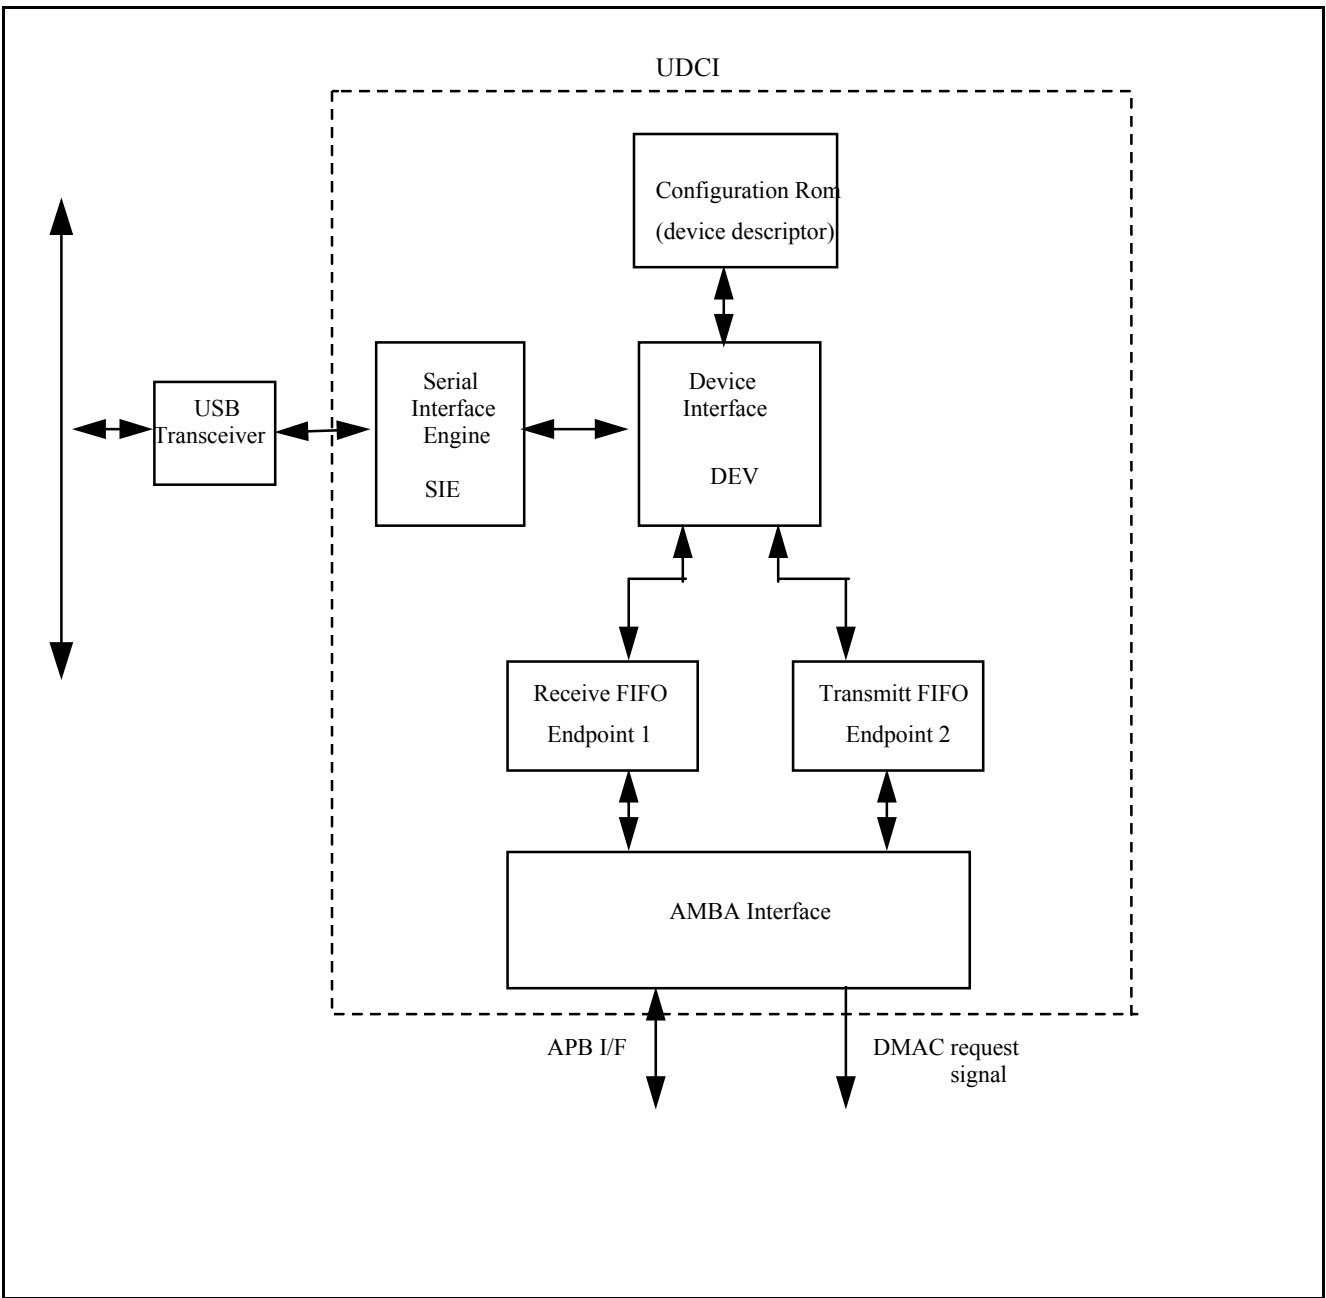 UDCI
Configuration Rom
(device descriptor)
Serial
Interface
Engine
SIE
Device
Interface
DEV
USB
Transceiver
Receive FIFO
Endpoint 1
Transmitt FIFO
Endpoint 2
AMBA Interface
APB I/F
DMAC request
signal